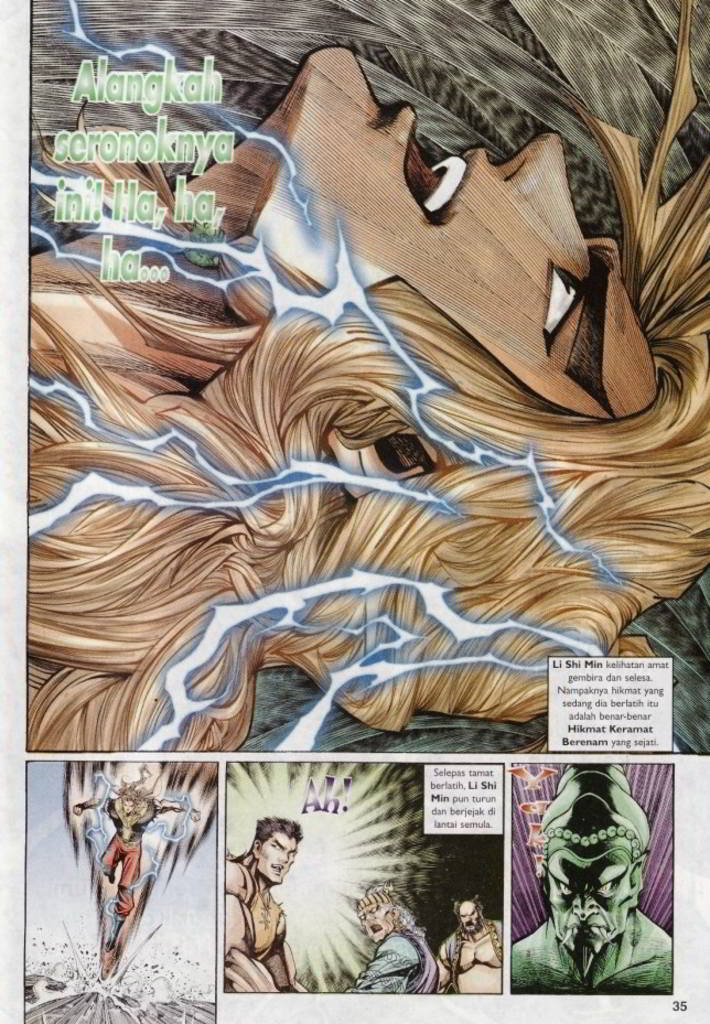 Alangkah
seronoknya
ini! Ha, ha,
ha...
Li Shi Min kelihatan amat
gembira dan selesa.
Nampaknya hikmat yang
sedang dia berlatih itu
adalah benar-benar
Hikmat Keramat
Berenam yang sejati.
Ah!
Selepas tamat
berlatih, Li Shi
Min pun turun
dan berjejak di
lantai semula.
35